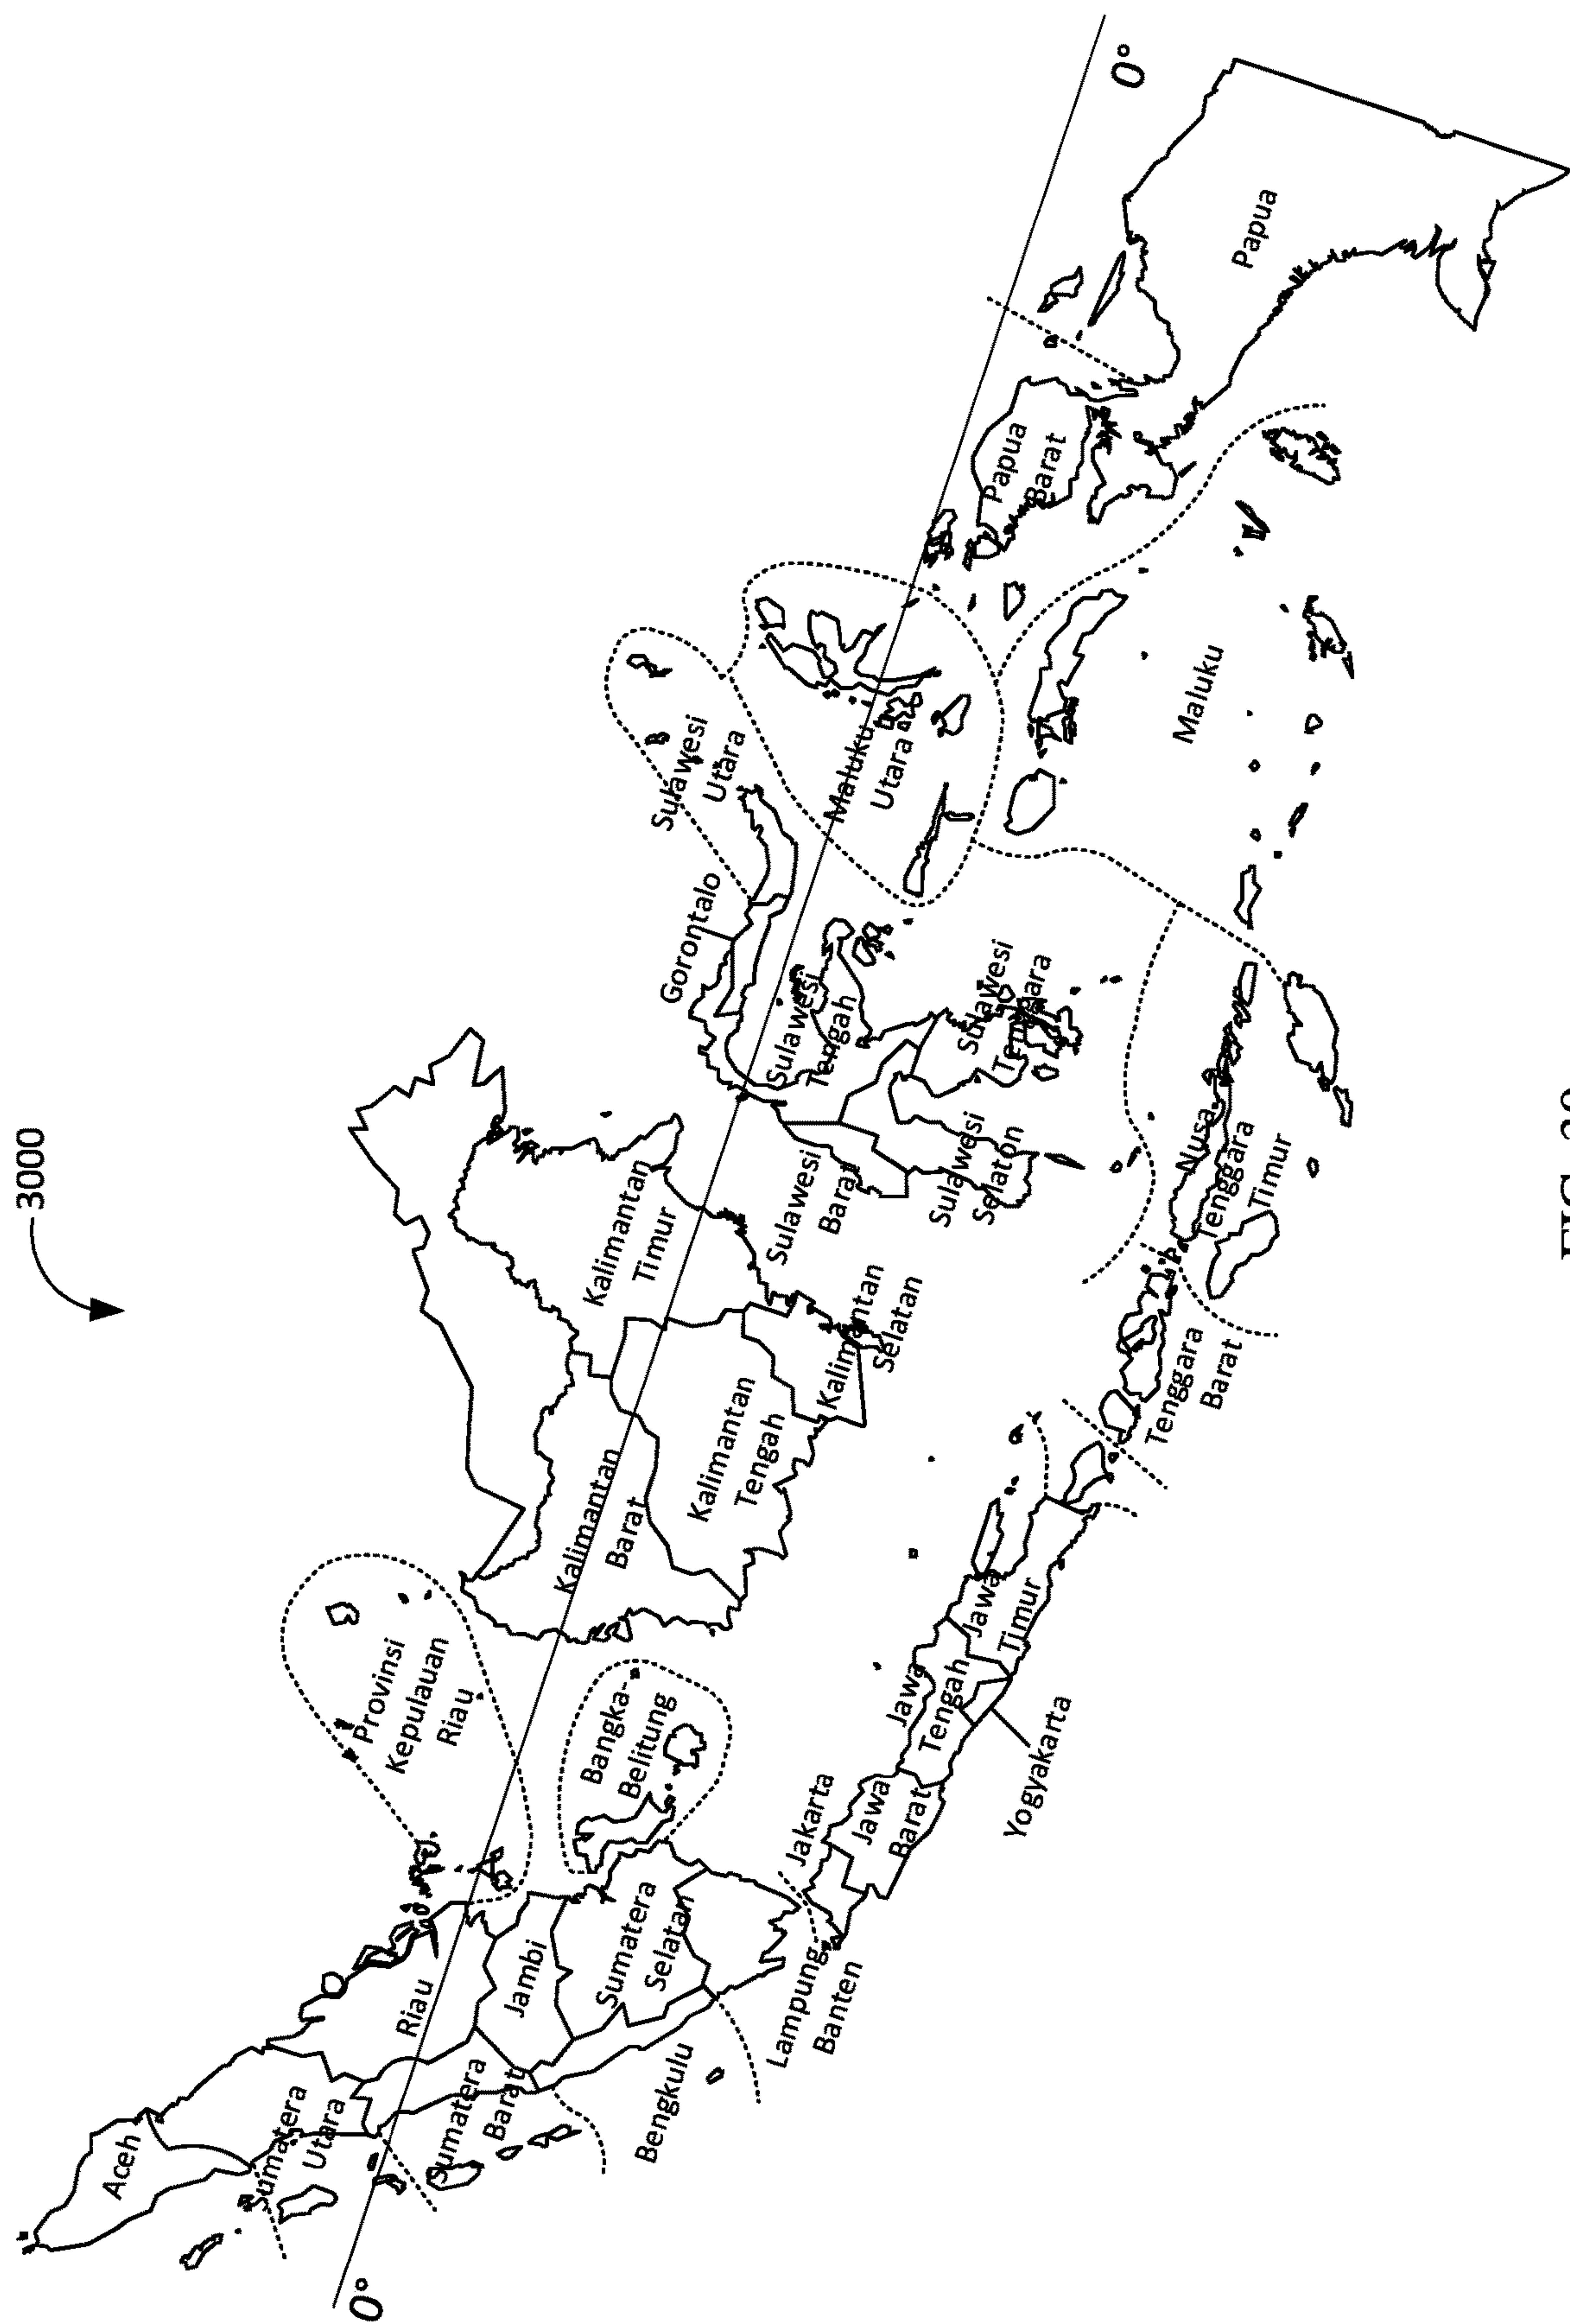 3000
0°
Aceh
Sumatera
Utara
Riau
Sumatera
Barat
Jambi
Bengkulu
Sumatera
Selatan
Lampung
Banten
Provinsi
Kepulauan
Riau
Bangka-
Belitung
Jakarta
Jawa
Barat
Jawa
Tengah
Yogyakarta
Jawa
Timur
Kalimantan
Barat
Kalimantan
Tengah
Kalimantan
Timur
Kalimantan
Selatan
Tenggara
Barat
Nusa
Tenggara
Timur
Sulawesi
Barat
Sulawesi
Selaton
Sulawesi
Tengah
Sulawesi
Tenggara
Gorontalo
Sulawesi
Utara
Maluku
Utara
Maluku
Papua
Barat
Papua
0°